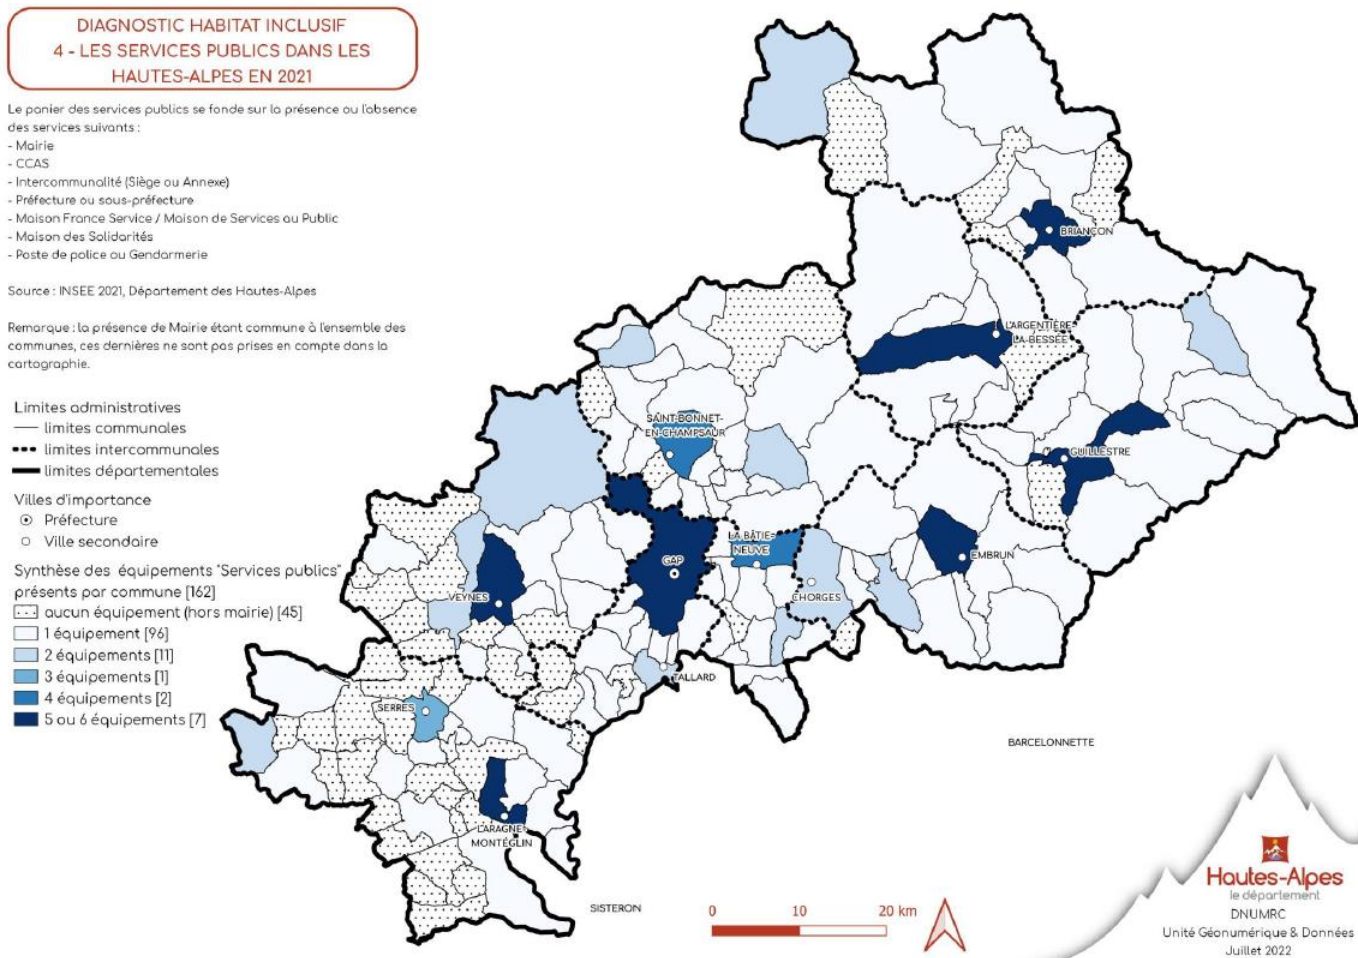 DIAGNOSTIC HABITAT INCLUSIF
4 - LES SERVICES PUBLICS DANS LES
HAUTES-ALPES EN 2021
Le panier des services publics se fonde sur la présence ou l'absence
des services suivants :
- Mairie
- CCAS
- Intercommunalité (Siège ou Annexe)
- Préfecture ou sous-préfecture
- Maison France Service / Maison de Services au Public
- Maison des Solidarités
- Poste de police ou Gendarmerie
Source : INSEE 2021, Département des Hautes-Alpes
Remarque : la présence de Mairie étant commune à l'ensemble des
communes, ces dernières ne sont pas prises en compte dans la
cartographie.
Limites administratives
limites communales
limites intercommunales
limites départementales
Villes d'importance
Préfecture
Ville secondaire
Synthèse des équipements "Services publics"
présents par commune [162]
aucun équipement (hors mairie) [45]
1 équipement [96]
2 équipements [11]
3 équipements [1]
4 équipements [2]
5 ou 6 équipements [7]
BRIANÇON
L'ARGENTIÈRE-
LA-BESSÉE
SAINT-BONNET-
EN-CHAMPSAUR
GUILLESTRE
LA BÂTIE-
NEUVE
EMBRUN
GAP
CHORGES
VEYNES
TALLARD
SERRES
LARAGNE-
MONTÉGLIN
BARCELONNETTE
SISTERON
0 10 20 km
Hautes-Alpes
le département
DNUMRC
Unité Géonumérique & Données
Juillet 2022